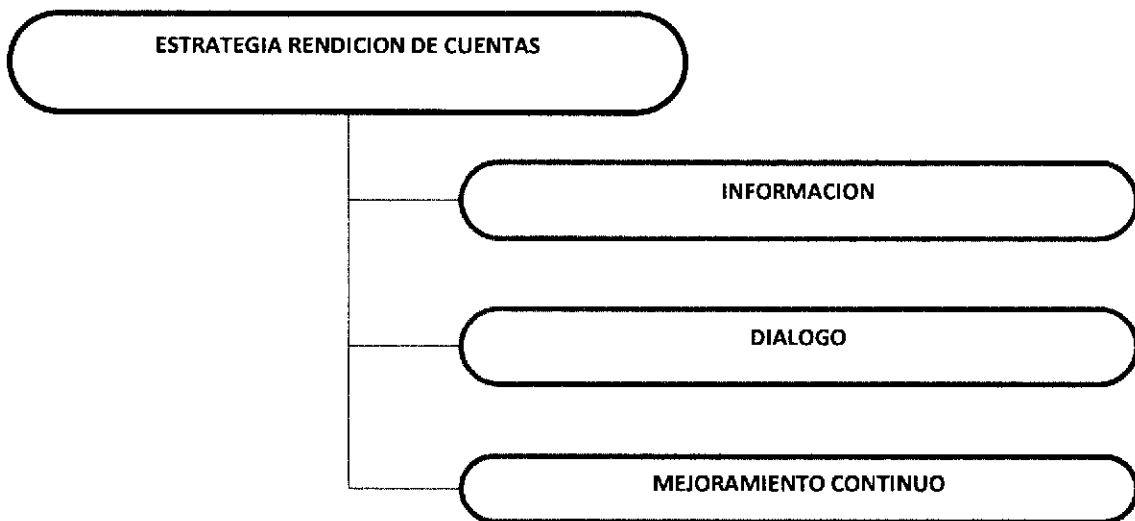 ESTRATEGIA RENDICION DE CUENTAS
INFORMACION
DIALOGO
MEJORAMIENTO CONTINUO